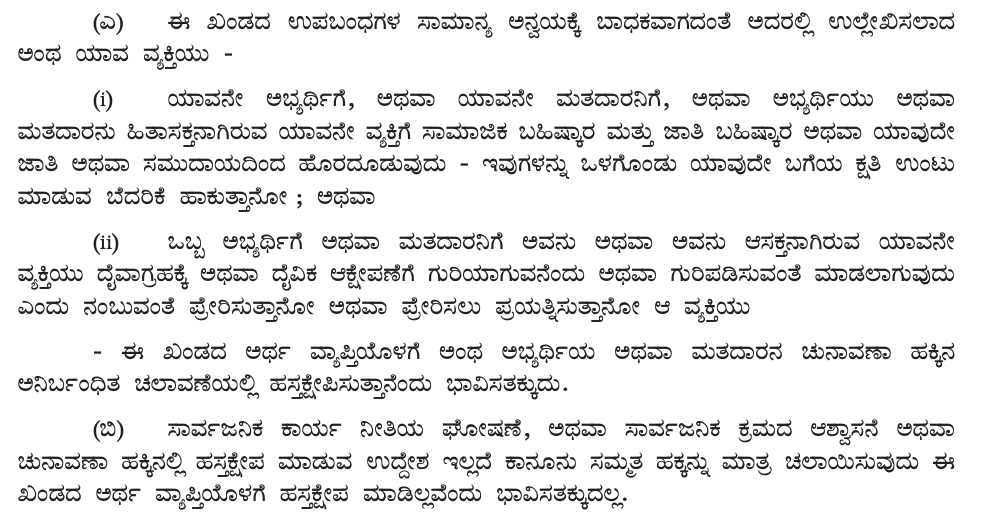 (ಎ) ಈ ಖಂಡದ ಉಪಬಂಧಗಳ ಸಾಮಾನ್ಯ ಅನ್ವಯಕ್ಕೆ ಬಾಧಕವಾಗದಂತೆ ಅದರಲ್ಲಿ ಉಲ್ಲೇಖಿಸಲಾದ
ಅಂಥ ಯಾವ ವ್ಯಕ್ತಿಯು -
(i) ಯಾವನೇ ಅಭ್ಯರ್ಥಿಗೆ, ಅಥವಾ ಯಾವನೇ ಮತದಾರನಿಗೆ, ಅಥವಾ ಅಭ್ಯರ್ಥಿಯು ಅಥವಾ
ಮತದಾರನು ಹಿತಾಸಕ್ತನಾಗಿರುವ ಯಾವನೇ ವ್ಯಕ್ತಿಗೆ ಸಾಮಾಜಿಕ ಬಹಿಷ್ಕಾರ ಮತ್ತು ಜಾತಿ ಬಹಿಷ್ಕಾರ ಅಥವಾ ಯಾವುದೇ
ಜಾತಿ ಅಥವಾ ಸಮುದಾಯದಿಂದ ಹೊರದೂಡುವುದು - ಇವುಗಳನ್ನು ಒಳಗೊಂಡು ಯಾವುದೇ ಬಗೆಯ ಕ್ಷತಿ ಉಂಟು
ಮಾಡುವ ಬೆದರಿಕೆ ಹಾಕುತ್ತಾನೋ ; ಅಥವಾ
(ii) ಒಬ್ಬ ಅಭ್ಯರ್ಥಿಗೆ ಅಥವಾ ಮತದಾರನಿಗೆ ಅವನು ಅಥವಾ ಅವನು ಆಸಕ್ತನಾಗಿರುವ ಯಾವನೇ
ವ್ಯಕ್ತಿಯು ದೈವಾಗ್ರಹಕ್ಕೆ ಅಥವಾ ದೈವಿಕ ಆಕ್ಷೇಪಣೆಗೆ ಗುರಿಯಾಗುವನೆಂದು ಅಥವಾ ಗುರಿಪಡಿಸುವಂತೆ ಮಾಡಲಾಗುವುದು
ಎಂದು ನಂಬುವಂತೆ ಪ್ರೇರಿಸುತ್ತಾನೋ ಅಥವಾ ಪ್ರೇರಿಸಲು ಪ್ರಯತ್ನಿಸುತ್ತಾನೋ ಆ ವ್ಯಕ್ತಿಯು
- ಈ ಖಂಡದ ಅರ್ಥ ವ್ಯಾಪ್ತಿಯೊಳಗೆ ಅಂಥ ಅಭ್ಯರ್ಥಿಯ ಅಥವಾ ಮತದಾರನ ಚುನಾವಣಾ ಹಕ್ಕಿನ
ಅನಿರ್ಬಂಧಿತ ಚಲಾವಣೆಯಲ್ಲಿ ಹಸ್ತಕ್ಷೇಪಿಸುತ್ತಾನೆಂದು ಭಾವಿಸತಕ್ಕುದು.
(ಬಿ) ಸಾರ್ವಜನಿಕ ಕಾರ್ಯ ನೀತಿಯ ಘೋಷಣೆ, ಅಥವಾ ಸಾರ್ವಜನಿಕ ಕ್ರಮದ ಆಶ್ವಾಸನೆ ಅಥವಾ
ಚುನಾವಣಾ ಹಕ್ಕಿನಲ್ಲಿ ಹಸ್ತಕ್ಷೇಪ ಮಾಡುವ ಉದ್ದೇಶ ಇಲ್ಲದೆ ಕಾನೂನು ಸಮ್ಮತ ಹಕ್ಕನ್ನು ಮಾತ್ರ ಚಲಾಯಿಸುವುದು ಈ
ಖಂಡದ ಅರ್ಥ ವ್ಯಾಪ್ತಿಯೊಳಗೆ ಹಸ್ತಕ್ಷೇಪ ಮಾಡಿಲ್ಲವೆಂದು ಭಾವಿಸತಕ್ಕುದಲ್ಲ.